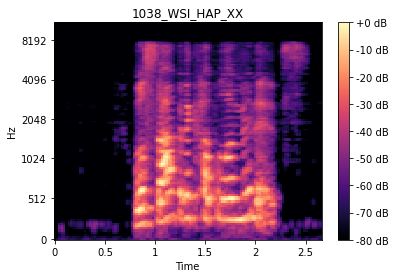 1038_WSI_HAP_XX
+0 dB
8192
-10 dB
4096
-20 dB
-30 dB
2048
Hz
-40 dB
1024
-50 dB
512
-60 dB
-70 dB
0
-80 dB
0 0.5 1 1.5 2 2.5
Time